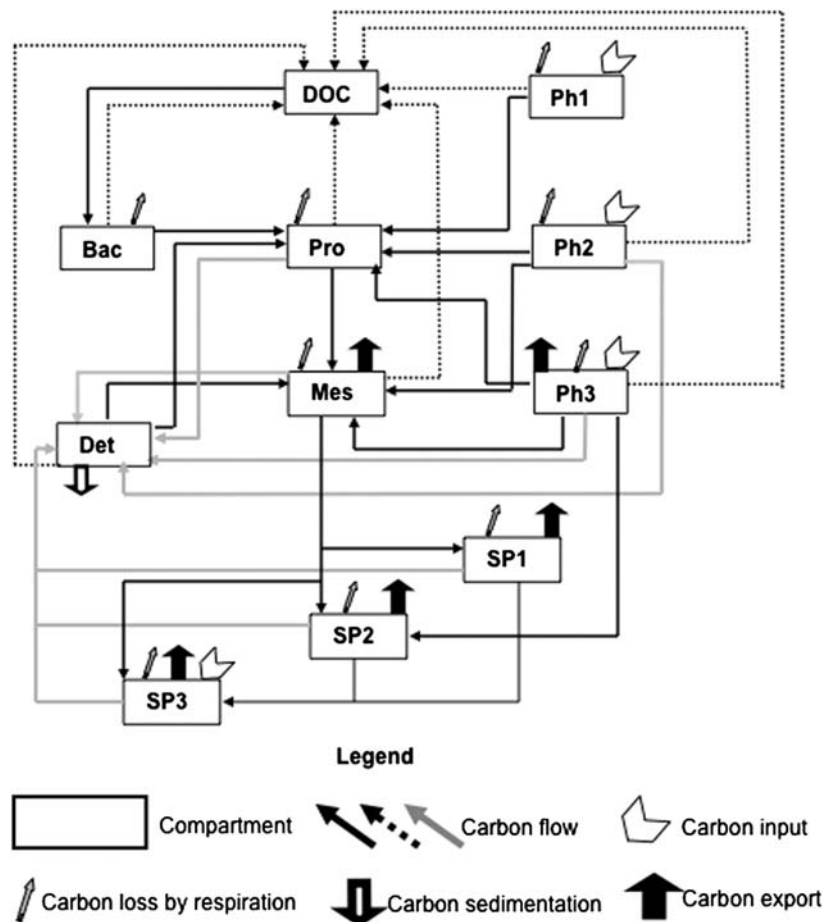 DOC
Ph1
Bac
Pro
Ph2
Mes
Ph3
Det
SP1
SP2
SP3
Legend
Compartment
Carbon flow
Carbon input
Carbon loss by respiration
Carbon sedimentation
Carbon export